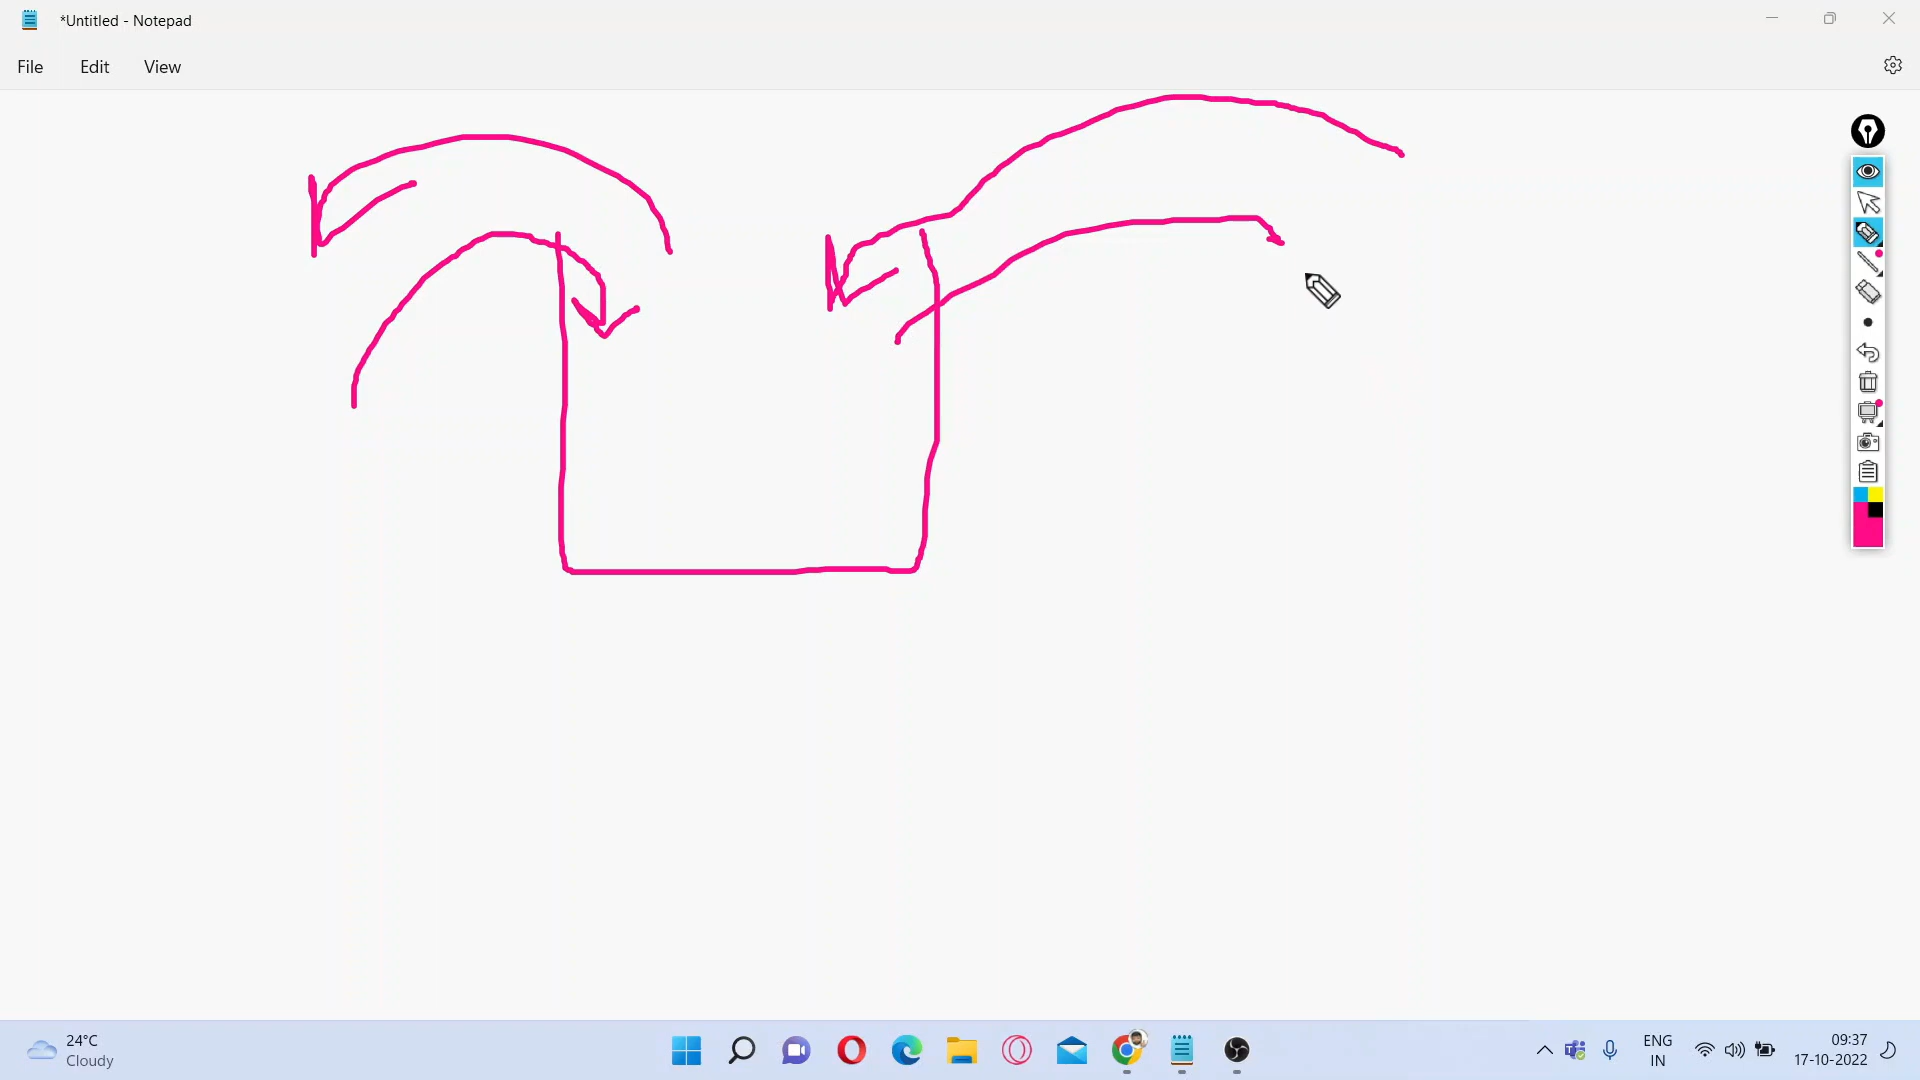 *Untitled - Notepad
File Edit View
24°C
Cloudy
ENG
IN
09:37
17-10-2022